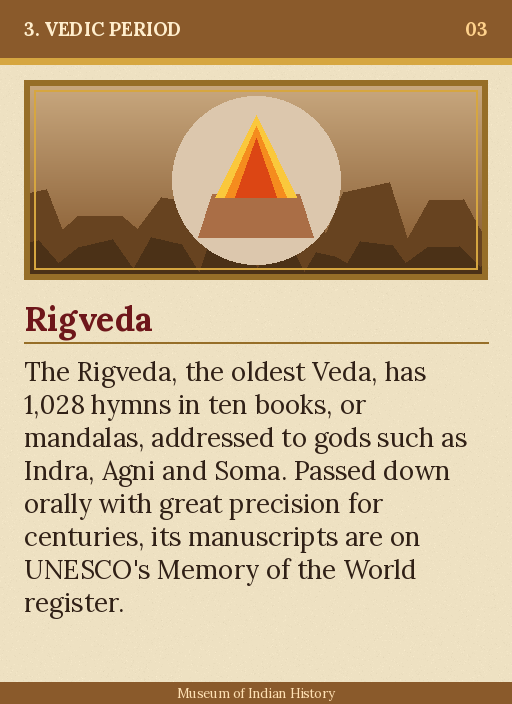 3. VEDIC PERIOD
03
Rigveda
The Rigveda, the oldest Veda, has
1,028 hymns in ten books, or
mandalas, addressed to gods such as
Indra, Agni and Soma. Passed down
orally with great precision for
centuries, its manuscripts are on
UNESCO's Memory of the World
register.
Museum of Indian History